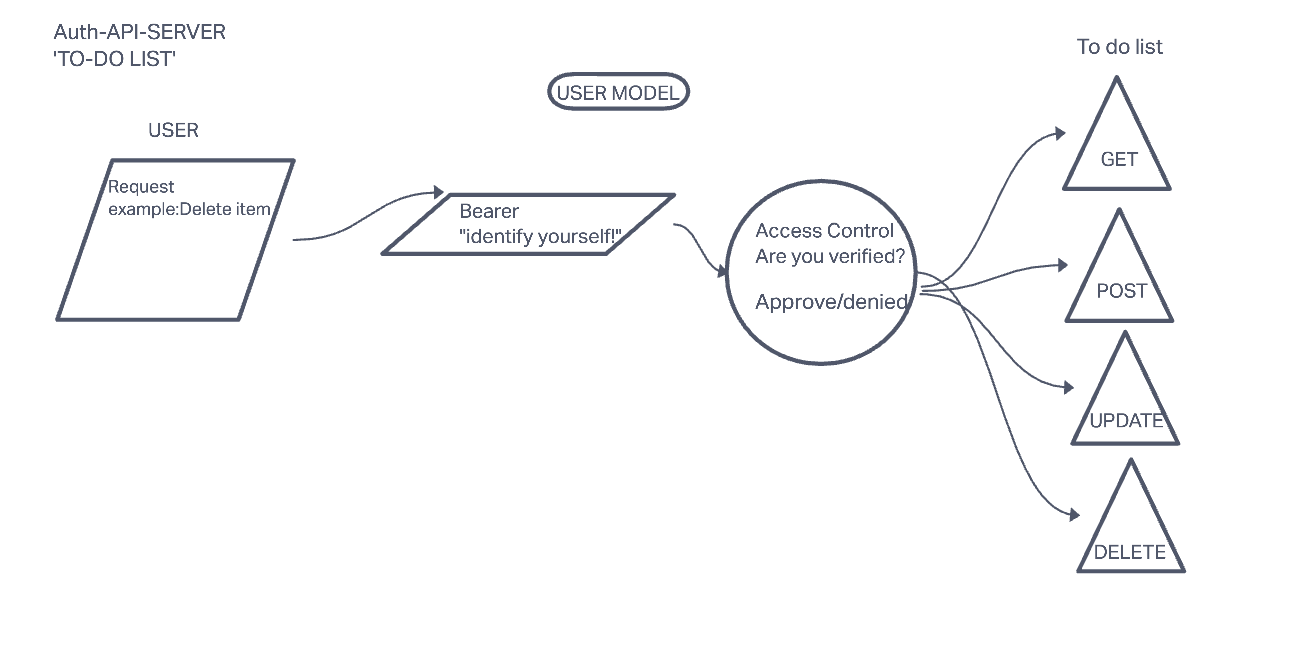 Auth-API-SERVER
'TO-DO LIST'
USER
Request
example:Delete item
USER MODEL
Bearer
"identify yourself!"
Access Control
Are you verified?
Approve/denied
To do list
GET
POST
UPDATE
DELETE